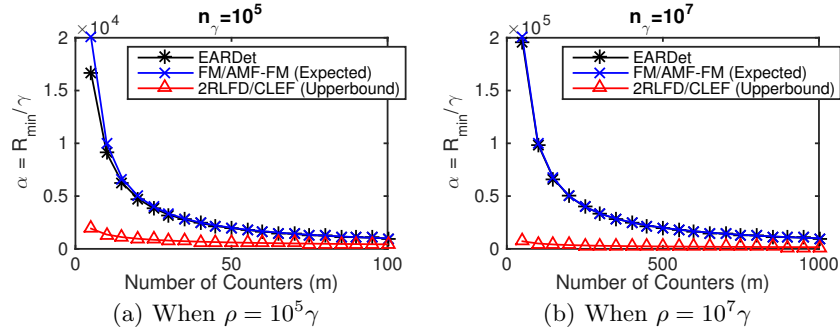 n_γ=10^5
× 10^4
2
1.5
1
0.5
0
0 50 100
α = R_min/γ
Number of Counters (m)
EARDet
FM/AMF-FM (Expected)
2RLFD/CLEF (Upperbound)
(a) When ρ = 10^5γ
n_γ=10^7
× 10^5
2
1.5
1
0.5
0
0 500 1000
α = R_min/γ
Number of Counters (m)
EARDet
FM/AMF-FM (Expected)
2RLFD/CLEF (Upperbound)
(b) When ρ = 10^7γ